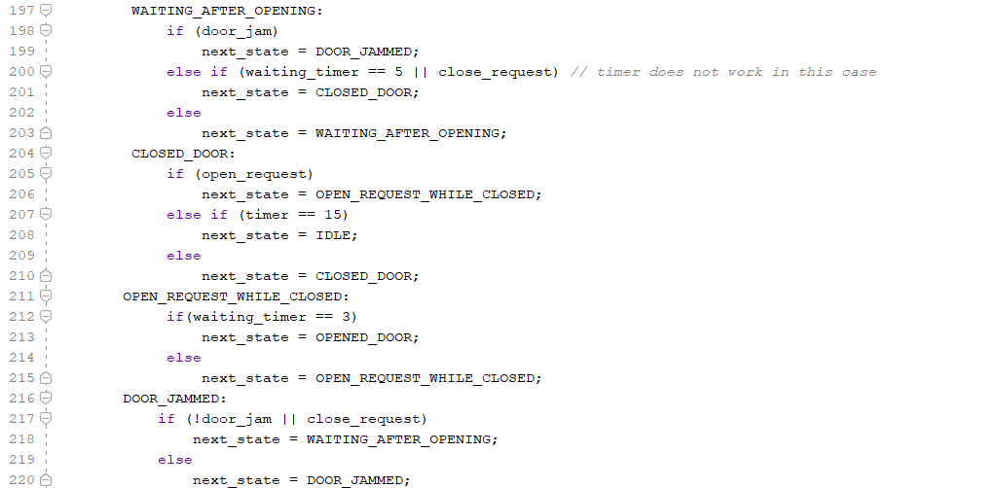 197 WAITING_AFTER_OPENING:
198 if (door_jam)
199 next_state = DOOR_JAMMED;
200 else if (waiting_timer == 5 || close_request) // timer does not work in this case
201 next_state = CLOSED_DOOR;
202 else
203 next_state = WAITING_AFTER_OPENING;
204 CLOSED_DOOR:
205 if (open_request)
206 next_state = OPEN_REQUEST_WHILE_CLOSED;
207 else if (timer == 15)
208 next_state = IDLE;
209 else
210 next_state = CLOSED_DOOR;
211 OPEN_REQUEST_WHILE_CLOSED:
212 if(waiting_timer == 3)
213 next_state = OPENED_DOOR;
214 else
215 next_state = OPEN_REQUEST_WHILE_CLOSED;
216 DOOR_JAMMED:
217 if (!door_jam || close_request)
218 next_state = WAITING_AFTER_OPENING;
219 else
220 next_state = DOOR_JAMMED;